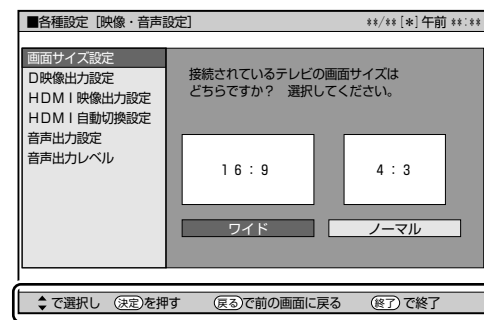 ■各種設定［映像・音声設定］　＊＊/＊＊［＊］午前 ＊＊:＊＊
画面サイズ設定
D映像出力設定
HDMI映像出力設定
HDMI自動切換設定
音声出力設定
音声出力レベル
接続されているテレビの画面サイズは
どちらですか？　選択してください。
16：9
4：3
ワイド
ノーマル
で選択し　決定を押す　戻るで前の画面に戻る　終了で終了